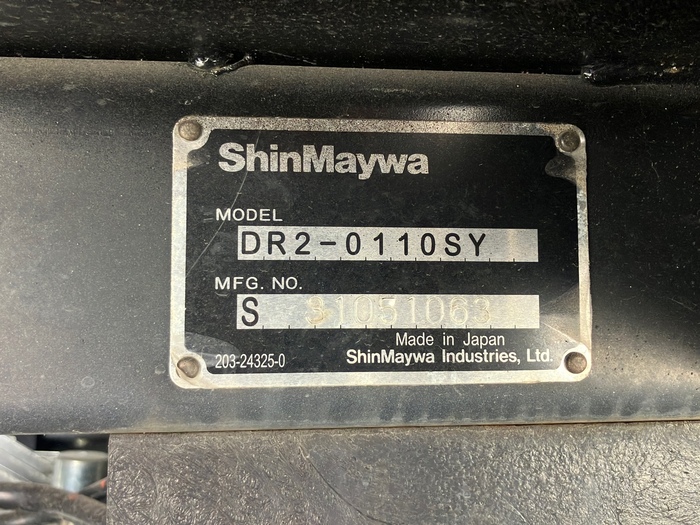 ShinMaywa
MODEL
DR2-0110SY
MFG. NO.
S 31051063
Made in Japan
203-24325-0 ShinMaywa Industries, Ltd.